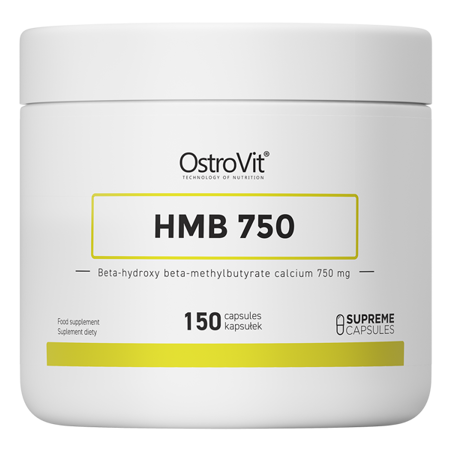 OstroVit®
TECHNOLOGY OF NUTRITION
HMB 750
Beta-hydroxy beta-methylbutyrate calcium 750 mg
Food supplement
Suplement diety
150 capsules
kapsułek
SUPREME
CAPSULES